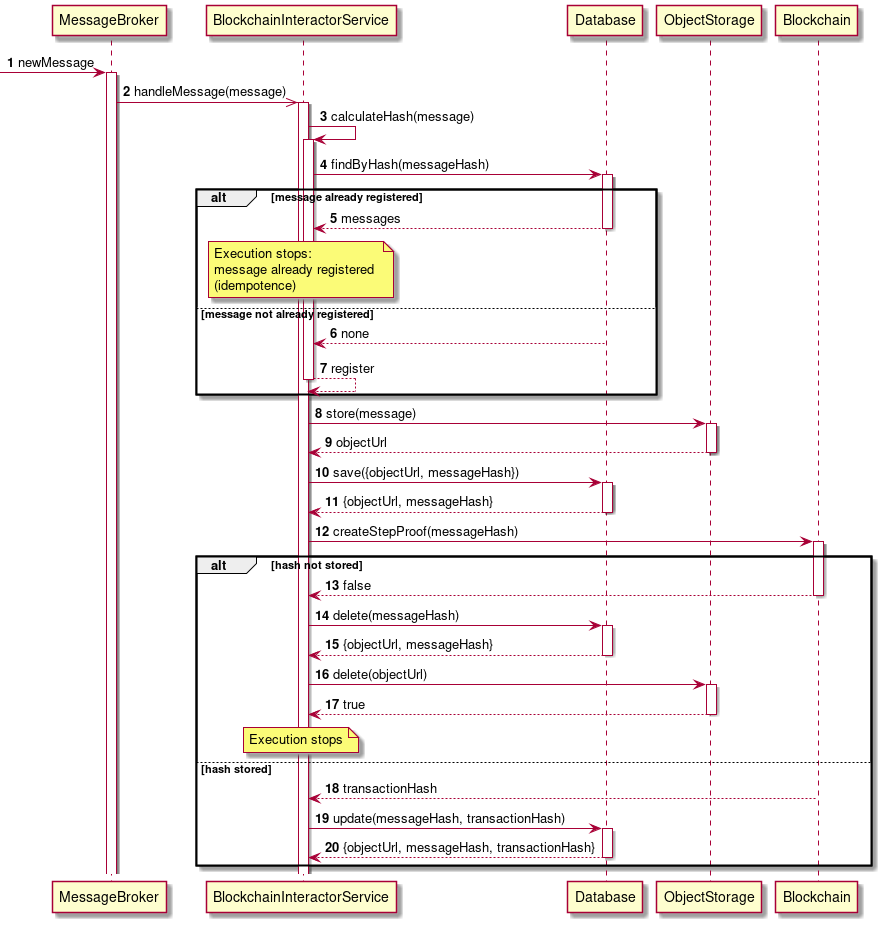 MessageBroker
BlockchainInteractorService
Database
ObjectStorage
Blockchain
1 newMessage
2 handleMessage(message)
3 calculateHash(message)
4 findByHash(messageHash)
alt [message already registered]
5 messages
Execution stops:
message already registered
(idempotence)
[message not already registered]
6 none
7 register
8 store(message)
9 objectUrl
10 save({objectUrl, messageHash})
11 {objectUrl, messageHash}
12 createStepProof(messageHash)
alt [hash not stored]
13 false
14 delete(messageHash)
15 {objectUrl, messageHash}
16 delete(objectUrl)
17 true
Execution stops
[hash stored]
18 transactionHash
19 update(messageHash, transactionHash)
20 {objectUrl, messageHash, transactionHash}
MessageBroker
BlockchainInteractorService
Database
ObjectStorage
Blockchain